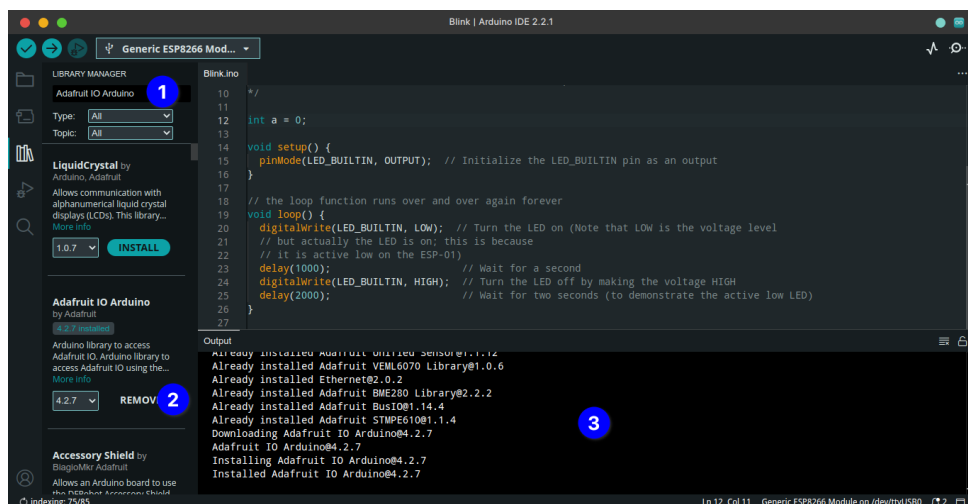 Blink | Arduino IDE 2.2.1
Generic ESP8266 Mod...
LIBRARY MANAGER
Adafruit IO Arduino
1
Type: All
Topic: All
LiquidCrystal by
Arduino, Adafruit
Allows communication with
alphanumerical liquid crystal
displays (LCDs). This library...
More info
1.0.7
INSTALL
Adafruit IO Arduino
by Adafruit
4.2.7 installed
Arduino library to access
Adafruit IO. Arduino library to
access Adafruit IO using the...
More info
4.2.7
REMOV
2
Accessory Shield by
BlagioMkr Adafruit
Allows an Arduino board to use
the DFRobot Accessory Shield
Blink.ino
10 */
11
12 int a = 0;
13
14 void setup() {
15 pinMode(LED_BUILTIN, OUTPUT); // Initialize the LED_BUILTIN pin as an output
16 }
17
18 // the loop function runs over and over again forever
19 void loop() {
20 digitalWrite(LED_BUILTIN, LOW); // Turn the LED on (Note that LOW is the voltage level
21 // but actually the LED is on; this is because
22 // it is active low on the ESP-01)
23 delay(1000); // Wait for a second
24 digitalWrite(LED_BUILTIN, HIGH); // Turn the LED off by making the voltage HIGH
25 delay(2000); // Wait for two seconds (to demonstrate the active low LED)
26 }
27
Output
Already installed Adafruit Unified Sensor@1.1.12
Already installed Adafruit VEML6070 Library@1.0.6
Already installed Ethernet@2.0.2
Already installed Adafruit BME280 Library@2.2.2
Already installed Adafruit BusIO@1.14.4
Already installed Adafruit STMPE610@1.1.4
3
Downloading Adafruit IO Arduino@4.2.7
Adafruit IO Arduino@4.2.7
Installing Adafruit IO Arduino@4.2.7
Installed Adafruit IO Arduino@4.2.7
indexing: 75/85
Ln 12, Col 11 Generic ESP8266 Module on /dev/ttyUSB0 2